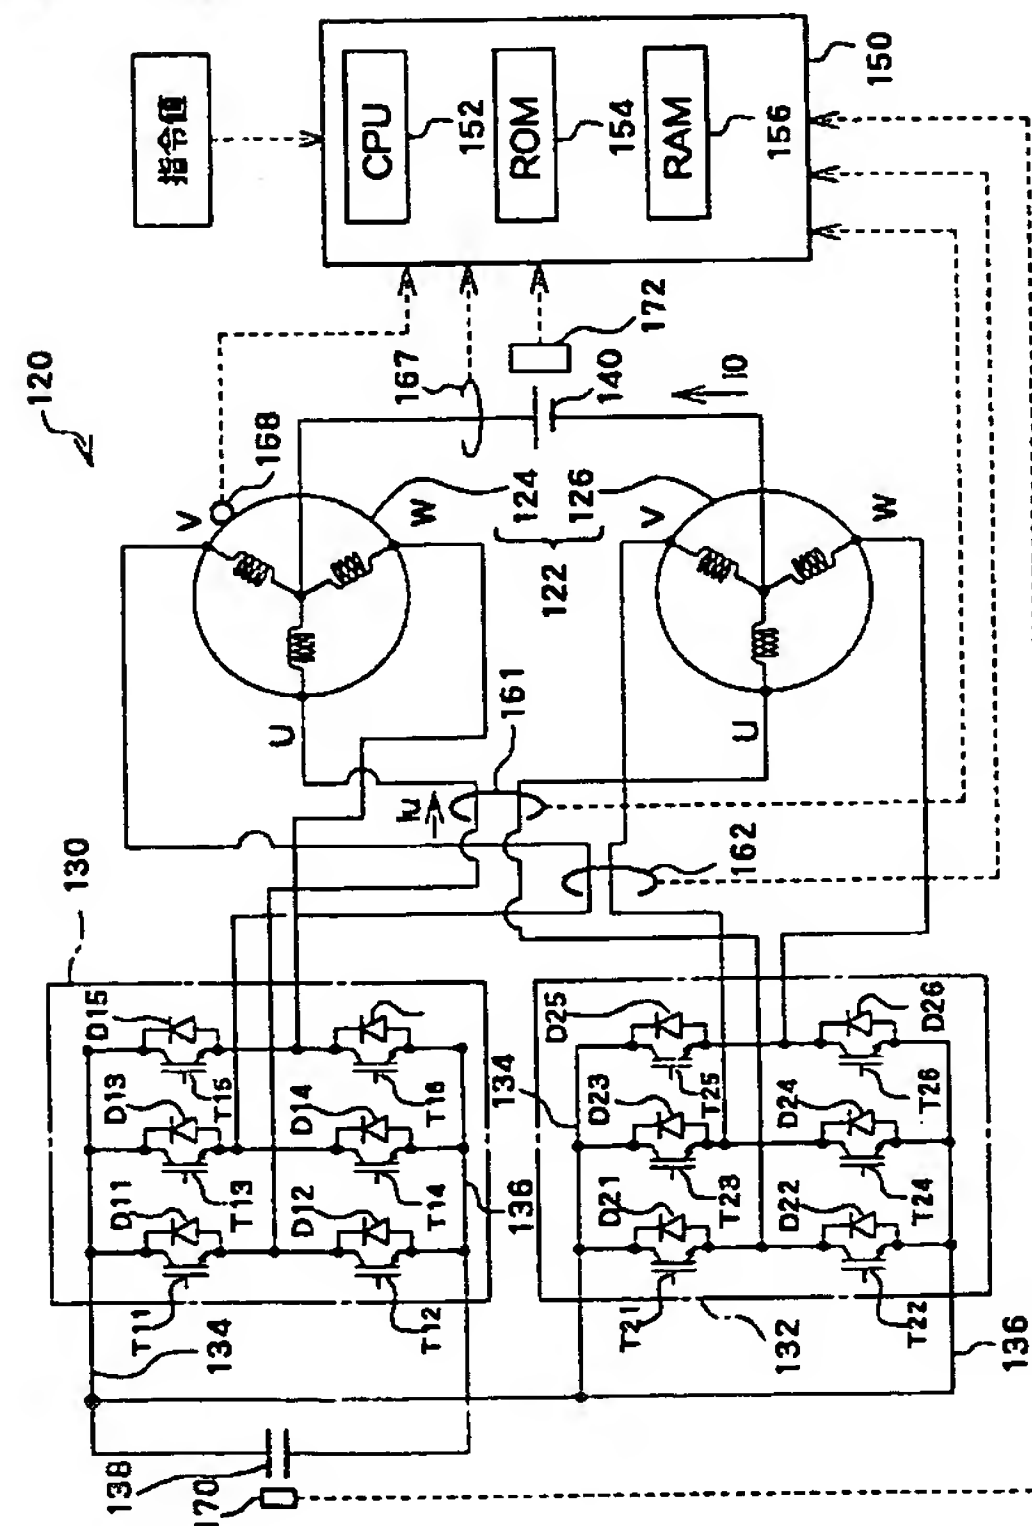 120
指令値
CPU
152
ROM
154
RAM
156
150
168
167
172
140
I0
V
W
U
124
126
122
V
W
U
161
Iu
162
130
D11
D13
D15
T11
T13
T15
D12
D14
T12
T14
T16
134
136
138
170
134
D21
D23
D25
T21
T23
T25
D22
D24
D26
T22
T24
T26
132
136